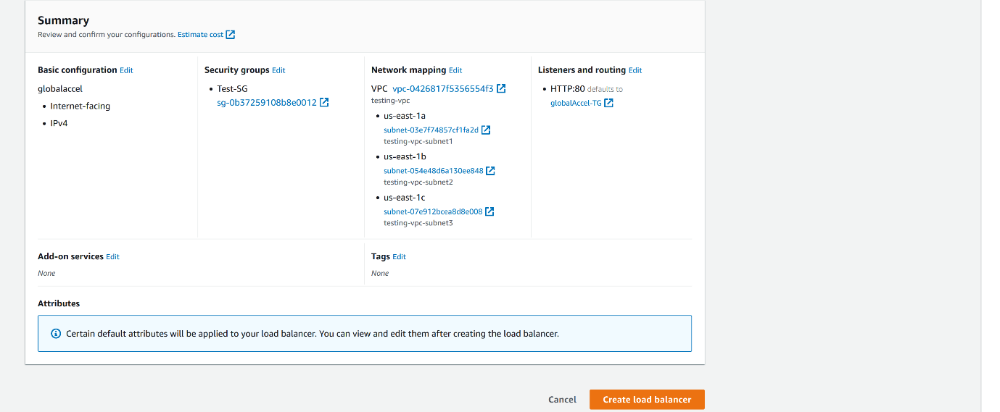 Summary
Review and confirm your configurations. Estimate cost
Basic configuration Edit
globalaccel
• Internet-facing
• IPv4
Security groups Edit
• Test-SG
sg-0b37259108b8e0012
Network mapping Edit
VPC vpc-0426817f5356554f3
testing-vpc
• us-east-1a
subnet-03e7f74857cf1fa2d
testing-vpc-subnet1
• us-east-1b
subnet-054e48d6a130ee848
testing-vpc-subnet2
• us-east-1c
subnet-07e912bcea8d8e008
testing-vpc-subnet3
Listeners and routing Edit
• HTTP:80 defaults to
globalAccel-TG
Add-on services Edit
None
Tags Edit
None
Attributes
Certain default attributes will be applied to your load balancer. You can view and edit them after creating the load balancer.
Cancel
Create load balancer